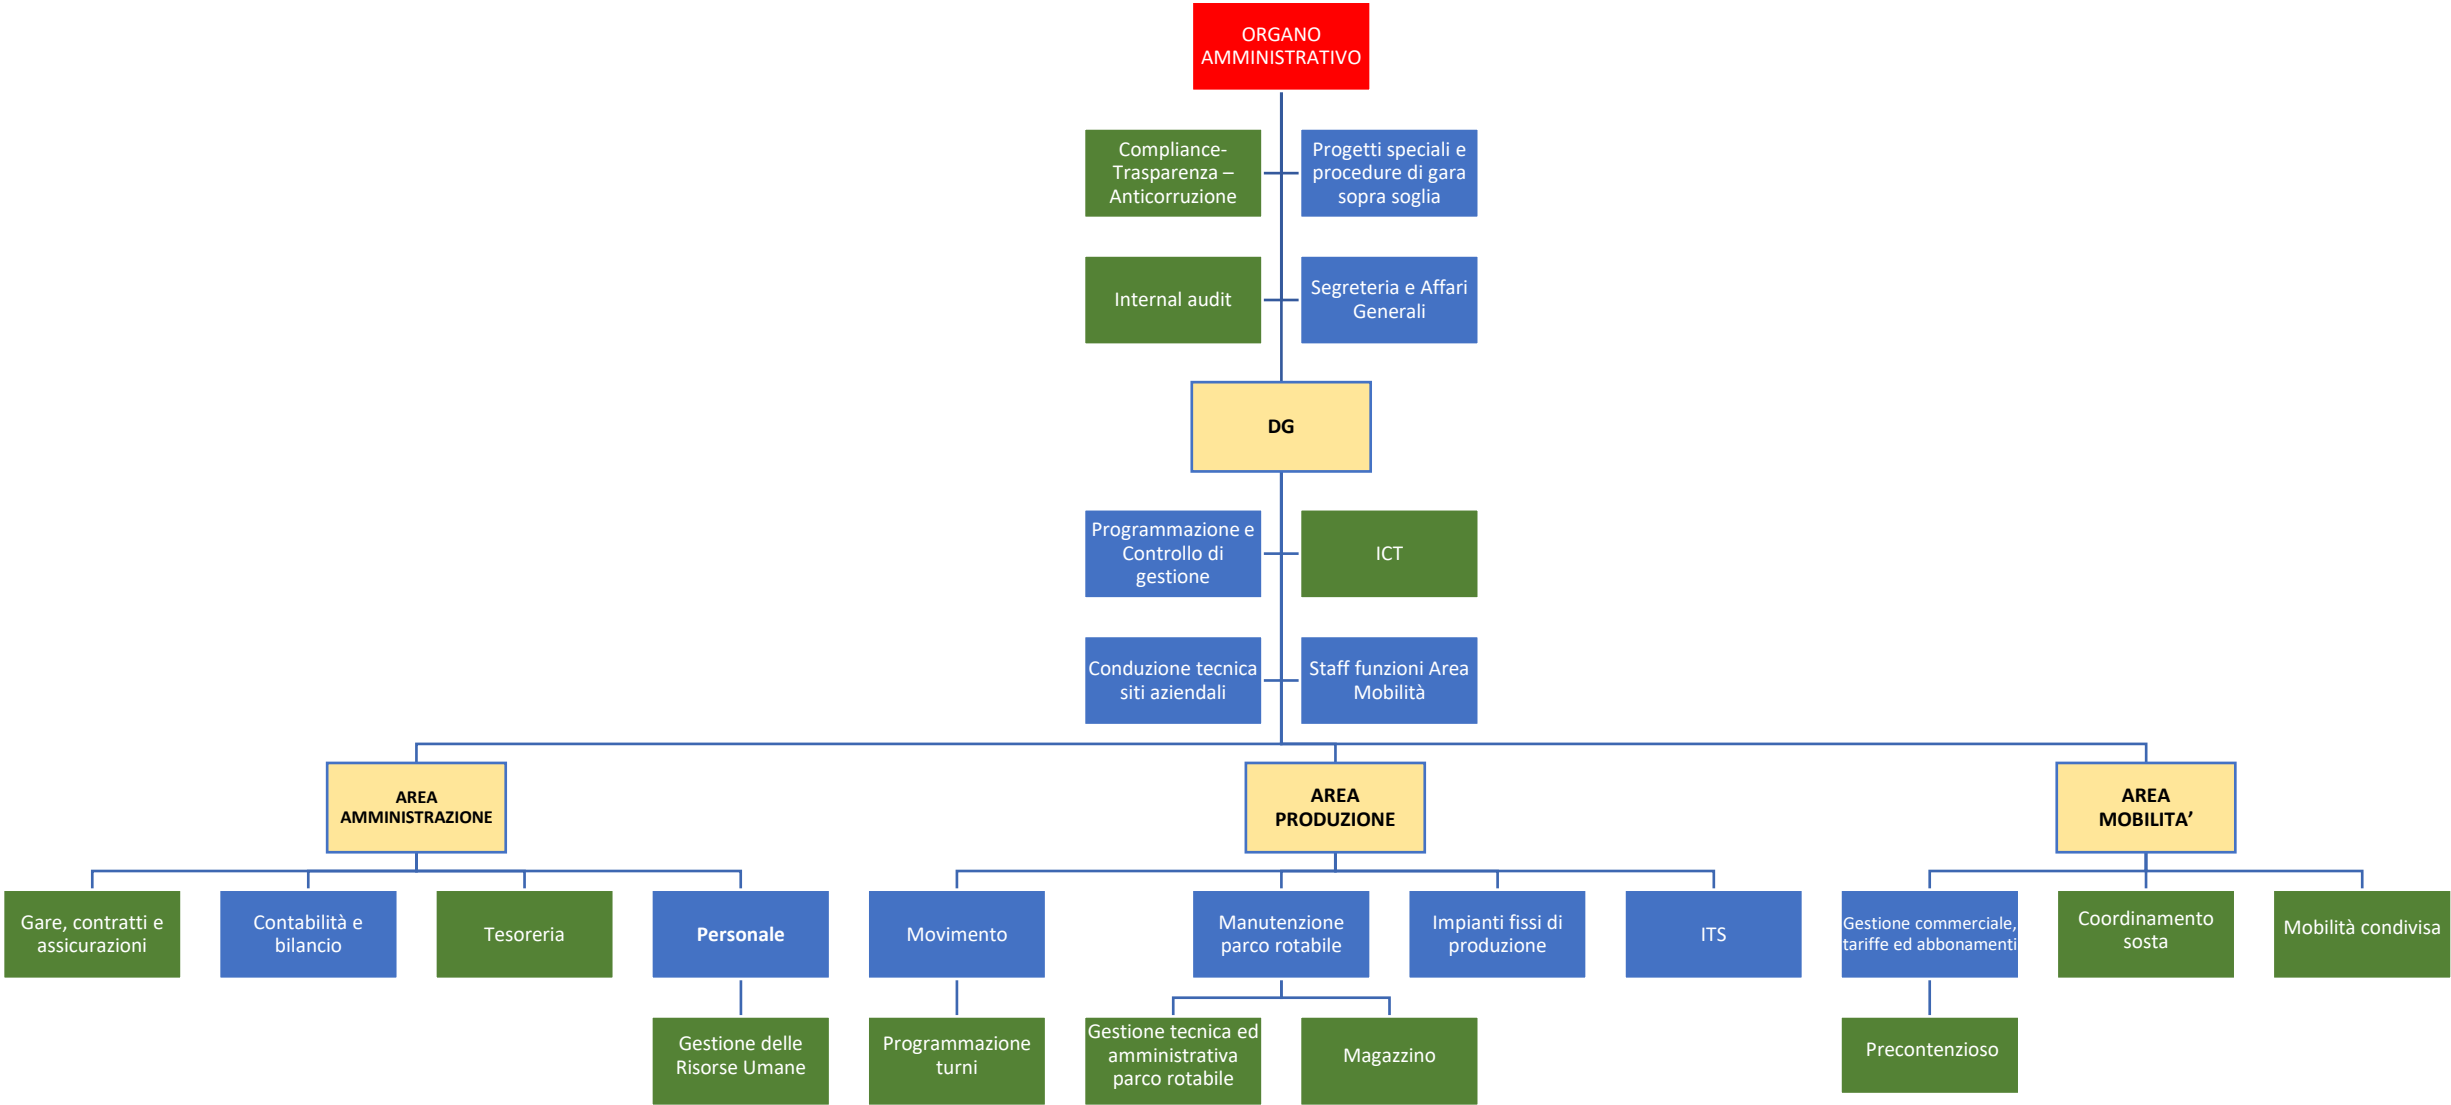 ORGANO
AMMINISTRATIVO
Compliance-
Trasparenza –
Anticorruzione
Progetti speciali e
procedure di gara
sopra soglia
Internal audit
Segreteria e Affari
Generali
DG
Programmazione e
Controllo di
gestione
ICT
Conduzione tecnica
siti aziendali
Staff funzioni Area
Mobilità
AREA
AMMINISTRAZIONE
AREA
PRODUZIONE
AREA
MOBILITA’
Gare, contratti e
assicurazioni
Contabilità e
bilancio
Tesoreria
Personale
Movimento
Manutenzione
parco rotabile
Impianti fissi di
produzione
ITS
Gestione commerciale,
tariffe ed abbonamenti
Coordinamento
sosta
Mobilità condivisa
Gestione delle
Risorse Umane
Programmazione
turni
Gestione tecnica ed
amministrativa
parco rotabile
Magazzino
Precontenzioso